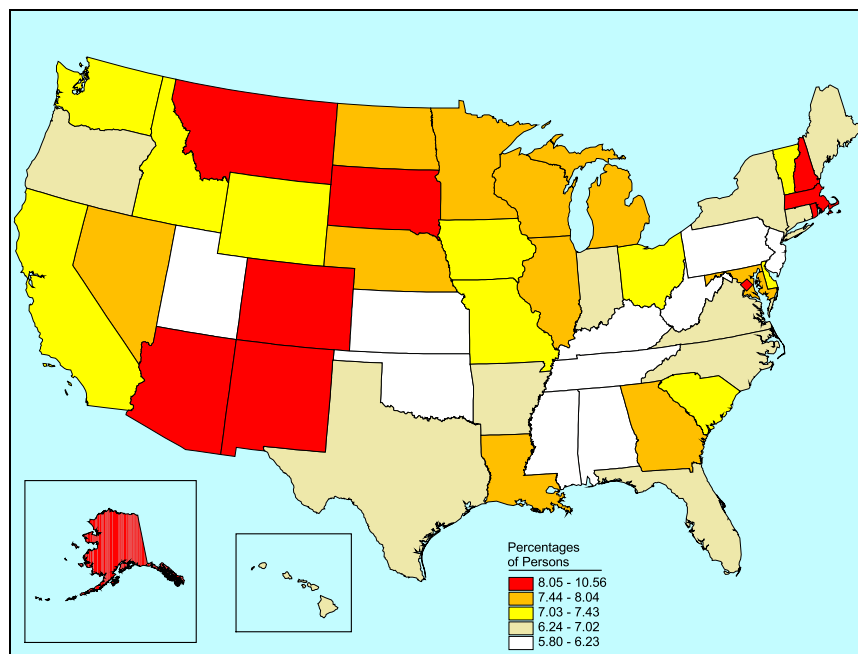 Percentages
of Persons
8.05 - 10.56
7.44 - 8.04
7.03 - 7.43
6.24 - 7.02
5.80 - 6.23